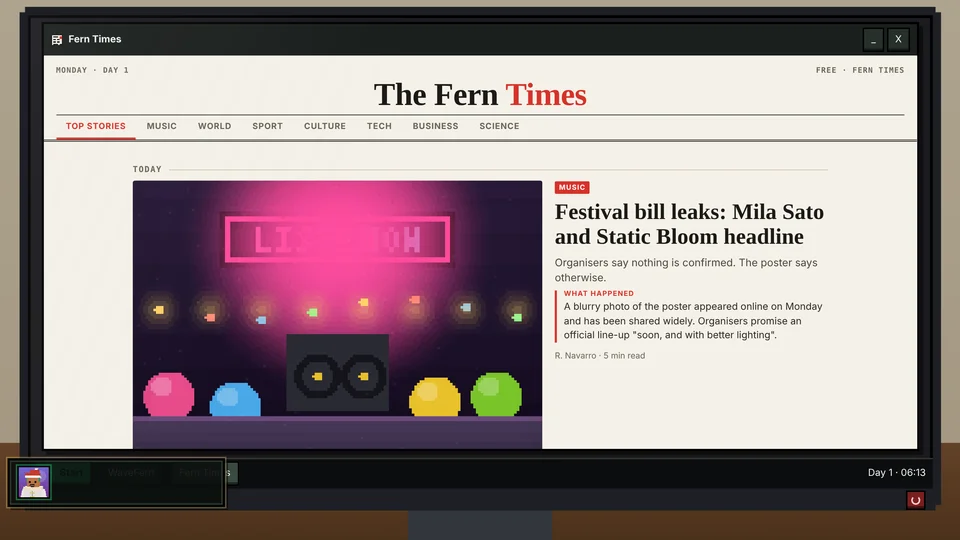 Fern Times
_ X
MONDAY · DAY 1
FREE · FERN TIMES
The Fern Times
TOP STORIES MUSIC WORLD SPORT CULTURE TECH BUSINESS SCIENCE
TODAY
MUSIC
Festival bill leaks: Mila Sato
and Static Bloom headline
Organisers say nothing is confirmed. The poster says
otherwise.
WHAT HAPPENED
A blurry photo of the poster appeared online on Monday
and has been shared widely. Organisers promise an
official line-up "soon, and with better lighting".
R. Navarro · 5 min read
Start
Fern Times
Day 1 · 06:13